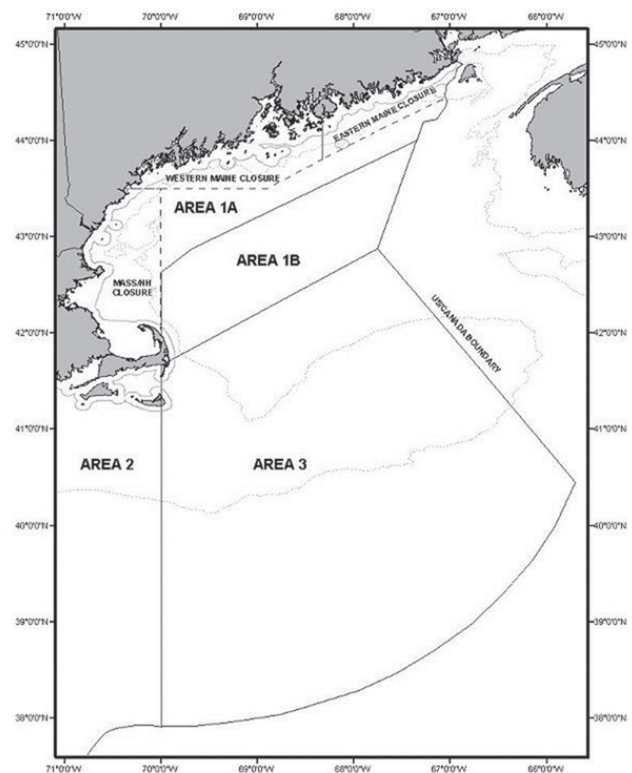 71°0'0"W 70°0'0"W 69°0'0"W 68°0'0"W 67°0'0"W 66°0'0"W
45°0'0"N 45°0'0"N
44°0'0"N 44°0'0"N
EASTERN MAINE CLOSURE
WESTERN MAINE CLOSURE
AREA 1A
43°0'0"N 43°0'0"N
AREA 1B
MASS/NH
CLOSURE
US/CANADA BOUNDARY
42°0'0"N 42°0'0"N
41°0'0"N 41°0'0"N
AREA 2 AREA 3
40°0'0"N 40°0'0"N
39°0'0"N 39°0'0"N
38°0'0"N 38°0'0"N
71°0'0"W 70°0'0"W 69°0'0"W 68°0'0"W 67°0'0"W 66°0'0"W